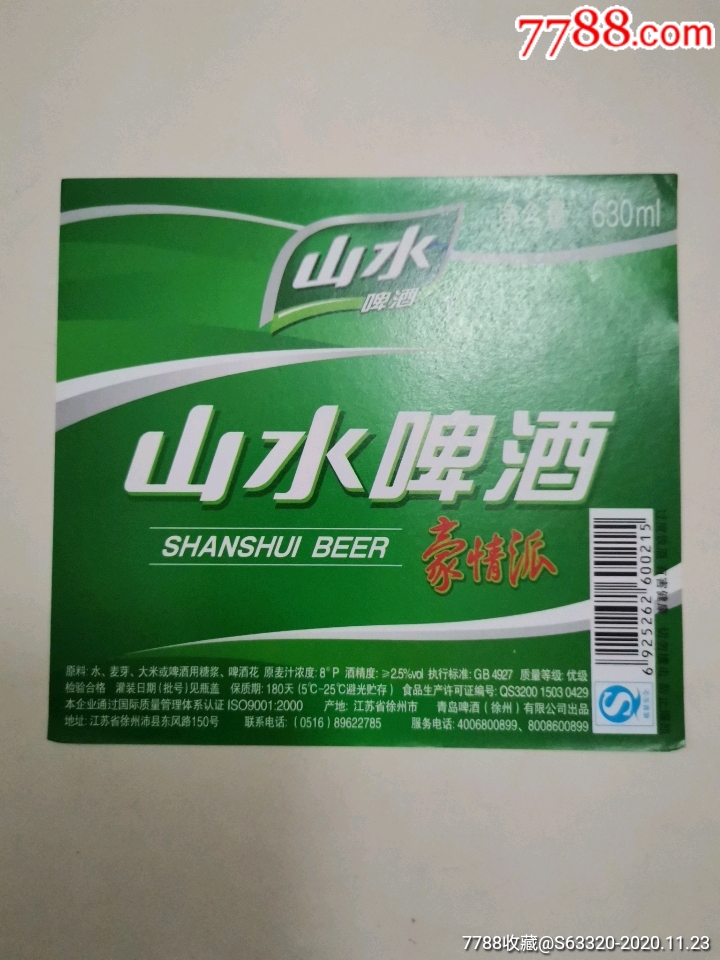 7788.com
净含量 630ml
山水
啤酒
山水啤酒
SHANSHUI BEER
豪情派
原料: 水、麦芽、大米或啤酒用糖浆、啤酒花 原麦汁浓度: 8°P 酒精度: ≥2.5%vol 执行标准: GB 4927 质量等级: 优级
检验合格 灌装日期(批号)见瓶盖 保质期: 180天 (5℃-25℃避光贮存) 食品生产许可证编号: QS3200 1503 0429
本企业通过国际质量管理体系认证 ISO9001:2000 产地: 江苏省徐州市 青岛啤酒(徐州)有限公司出品
地址: 江苏省徐州沛县东风路150号 联系电话: (0516) 89622785 服务电话: 4006800899、8008600899
6 925262 600215
7788收藏@S63320-2020.11.23